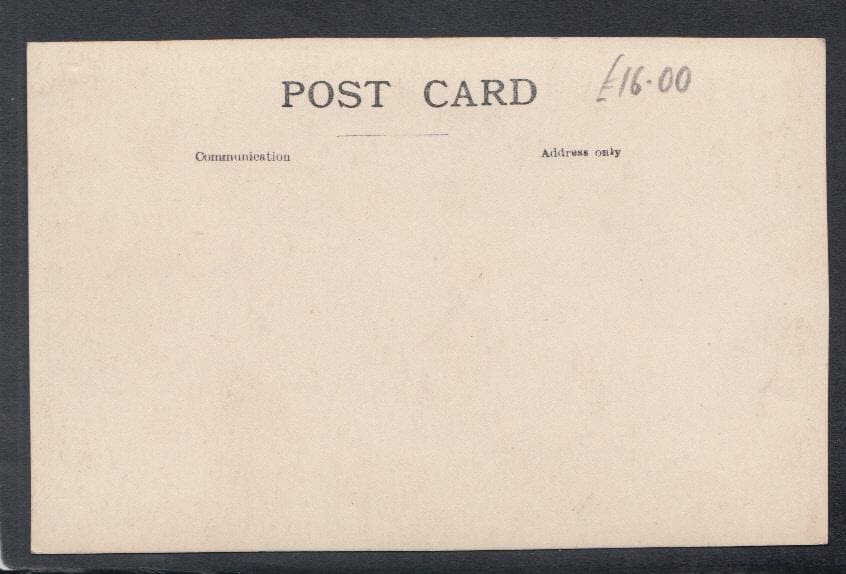 POST CARD £16.00
Communication Address only